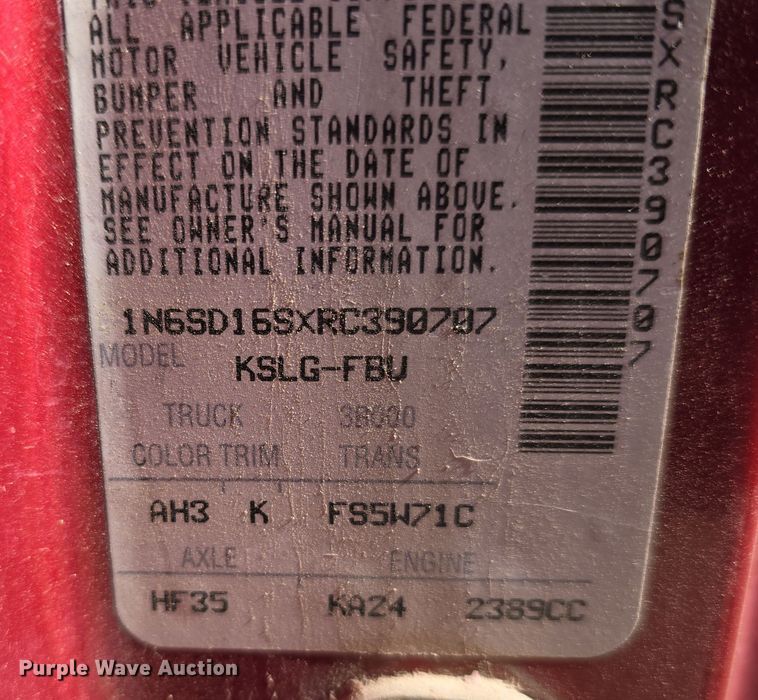 ALL APPLICABLE FEDERAL
MOTOR VEHICLE SAFETY,
BUMPER AND THEFT
PREVENTION STANDARDS IN
EFFECT ON THE DATE OF
MANUFACTURE SHOWN ABOVE.
SEE OWNER'S MANUAL FOR
ADDITIONAL INFORMATION.
SXRC390707
1N6SD16SXRC390707
MODEL KSLG-FBU
TRUCK 38000
COLOR TRIM TRANS
AH3 K FS5W71C
AXLE ENGINE
HF35 KA24 2389CC
Purple Wave Auction